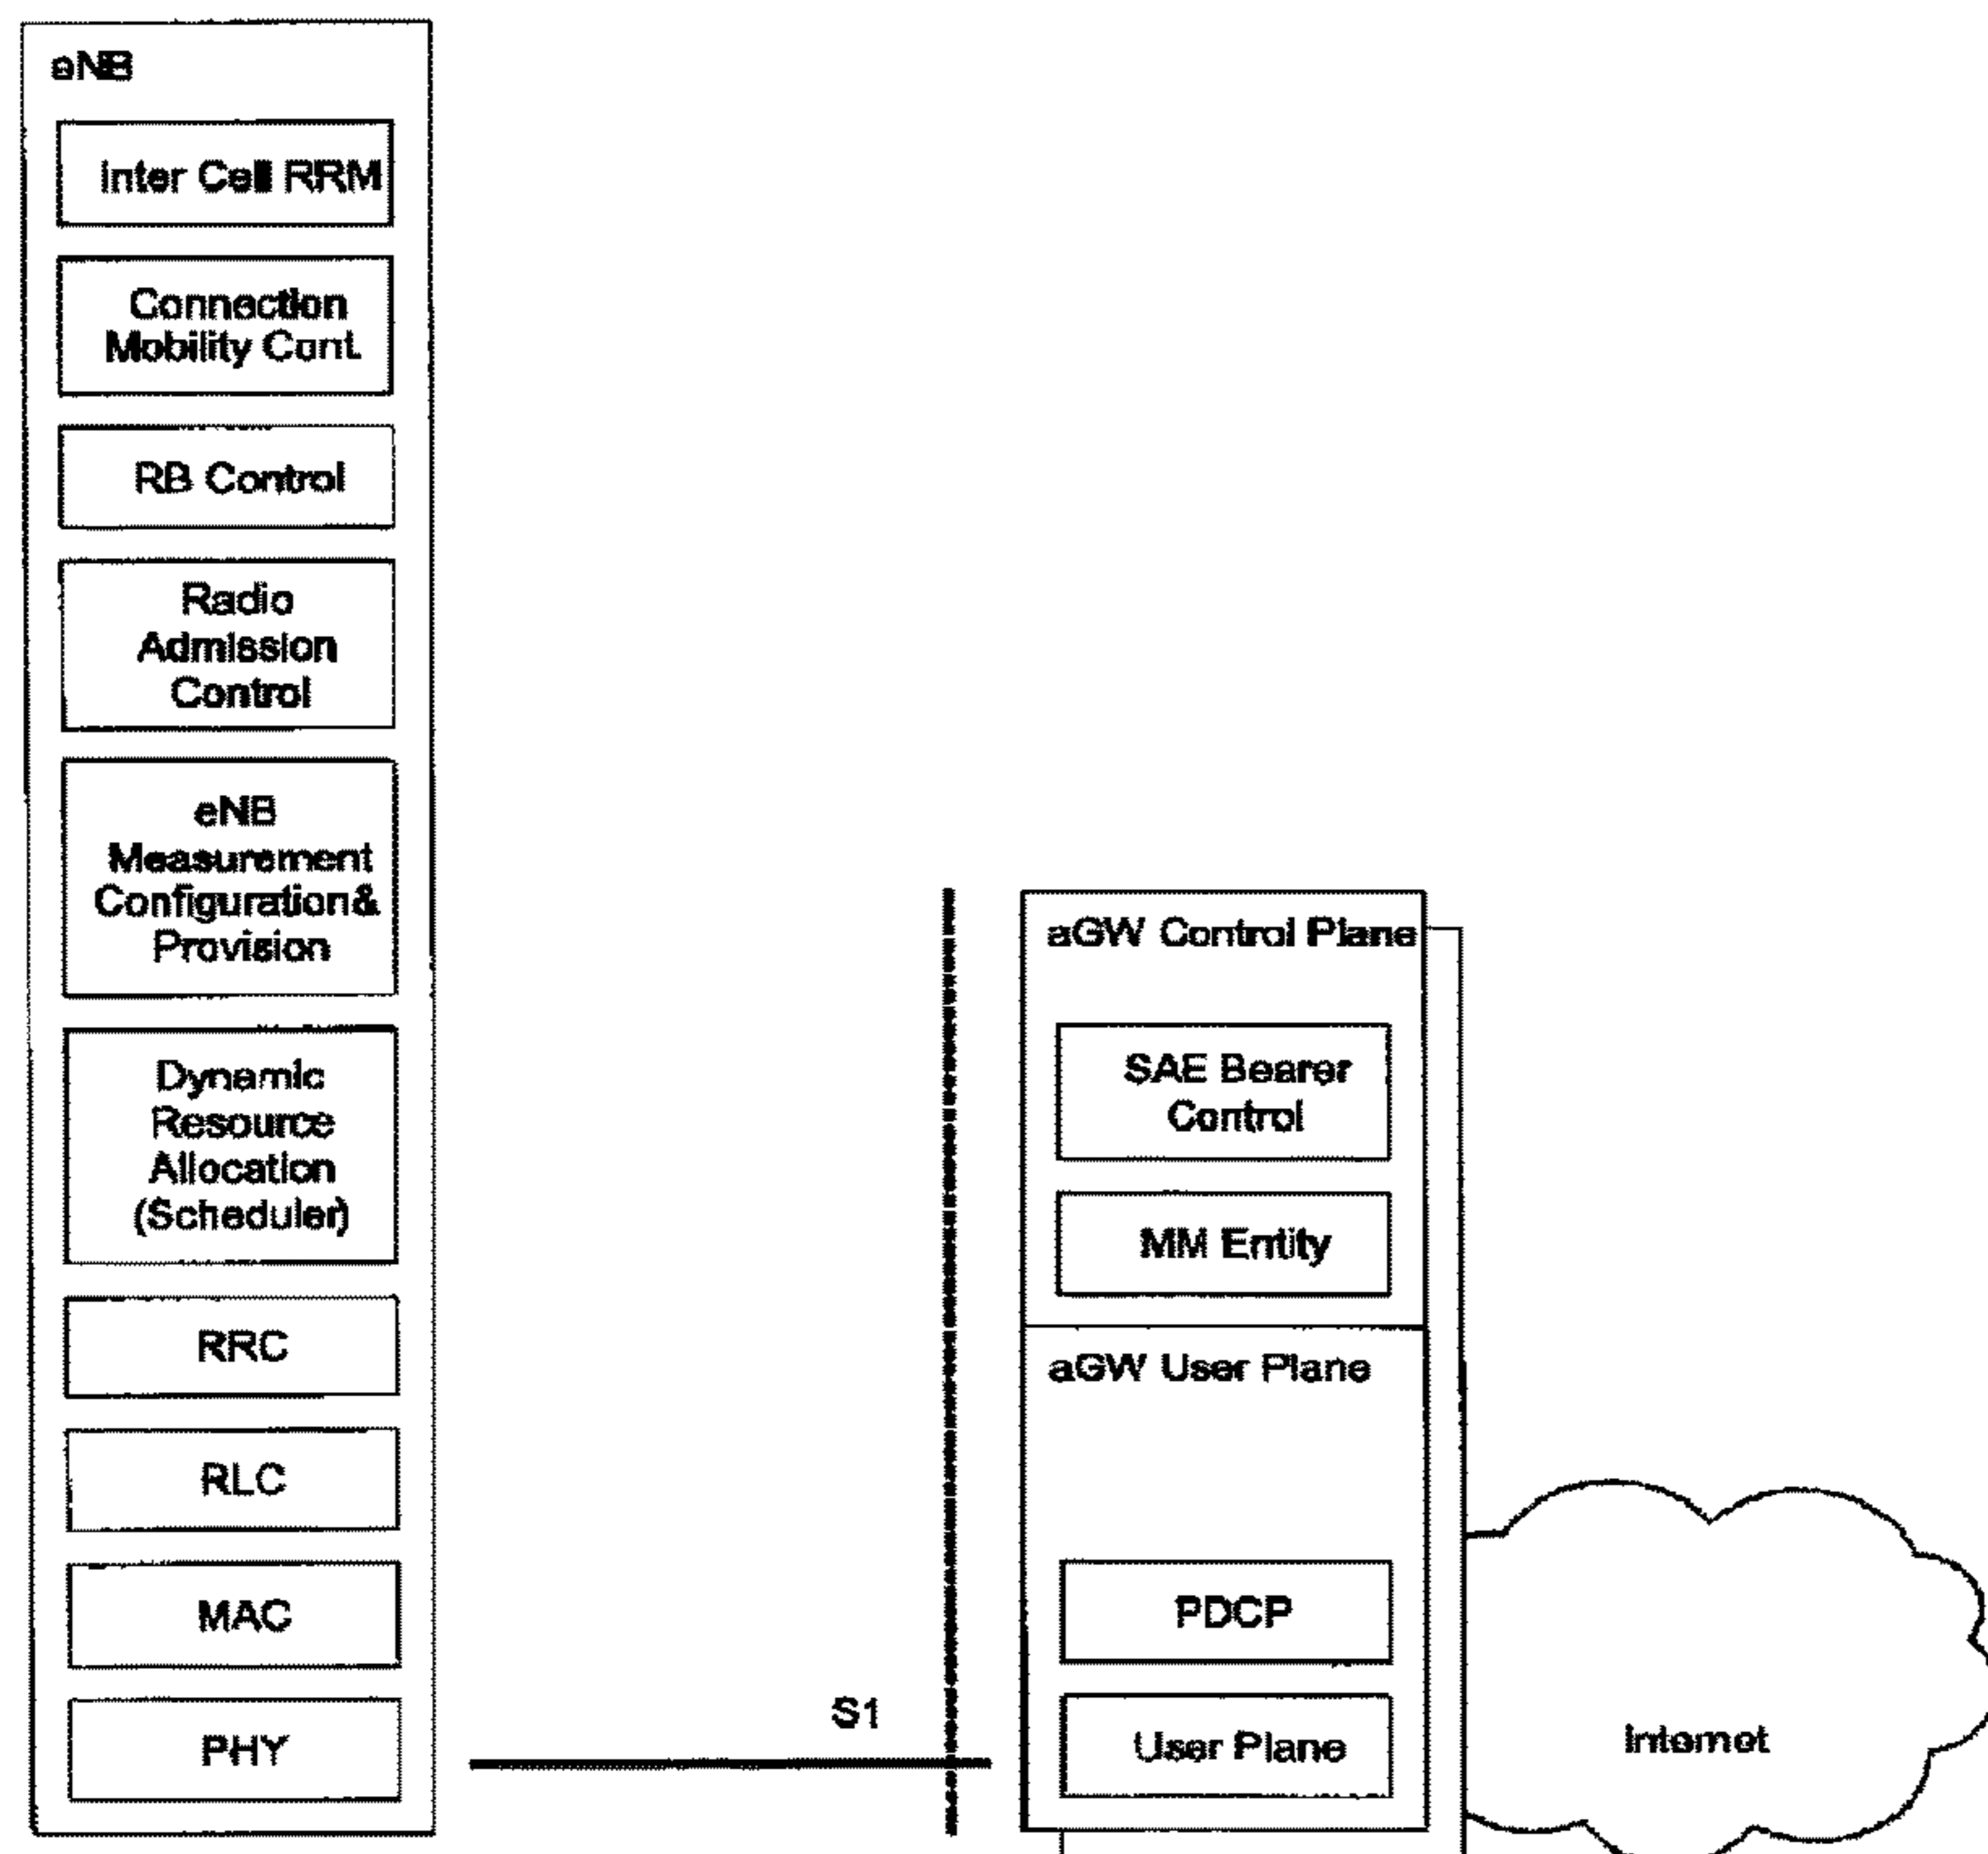 eNB
Inter Cell RRM
Connection
Mobility Cont.
RB Control
Radio
Admission
Control
eNB
Measurement
Configuration&
Provision
Dynamic
Resource
Allocation
(Scheduler)
RRC
RLC
MAC
PHY
S1
aGW Control Plane
SAE Bearer
Control
MM Entity
aGW User Plane
PDCP
User Plane
Internet